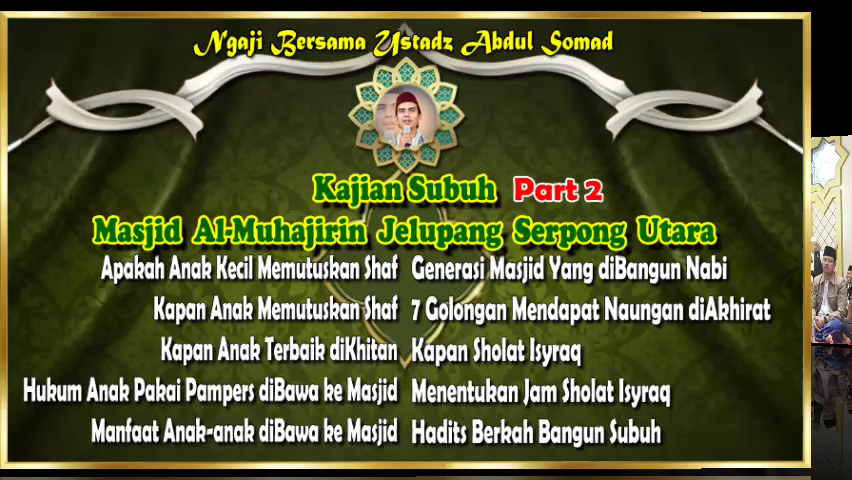 Ngaji Bersama Ustadz Abdul Somad
Kajian Subuh Part 2
Masjid Al-Muhajirin Jelupang Serpong Utara
Apakah Anak Kecil Memutuskan Shaf
Kapan Anak Memutuskan Shaf
Kapan Anak Terbaik diKhitan
Hukum Anak Pakai Pampers diBawa ke Masjid
Manfaat Anak-anak diBawa ke Masjid
Generasi Masjid Yang diBangun Nabi
7 Golongan Mendapat Naungan diAkhirat
Kapan Sholat Isyraq
Menentukan Jam Sholat Isyraq
Hadits Berkah Bangun Subuh